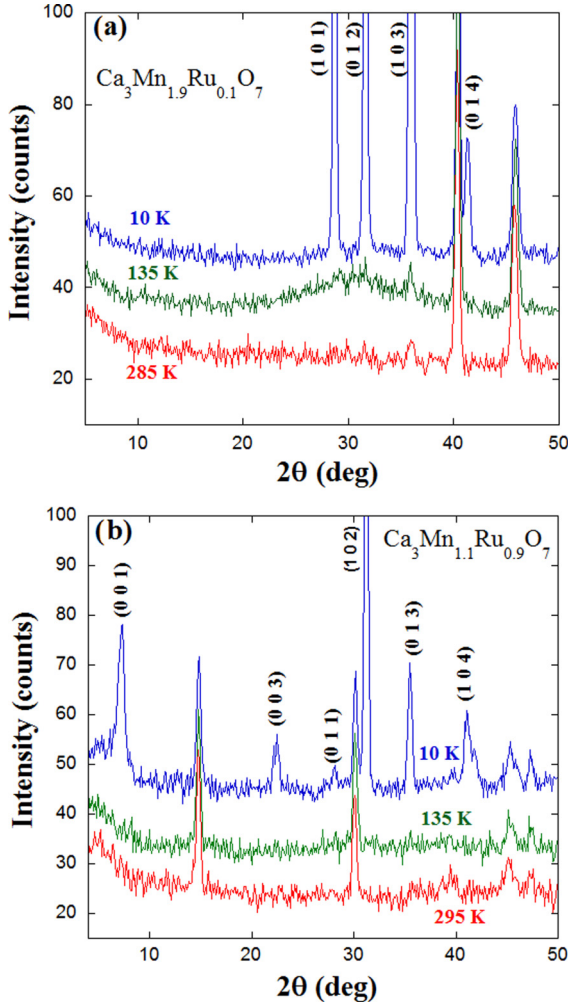 (a)
Ca3Mn1.9Ru0.1O7
(1 0 1)
(0 1 2)
(1 0 3)
(0 1 4)
10 K
135 K
285 K
Intensity (counts)
100
80
60
40
20
10
20
30
40
50
2θ (deg)
(b)
Ca3Mn1.1Ru0.9O7
(0 0 1)
(0 0 3)
(0 1 1)
(1 0 2)
(0 1 3)
(1 0 4)
10 K
135 K
295 K
Intensity (counts)
100
90
80
70
60
50
40
30
20
10
20
30
40
50
2θ (deg)